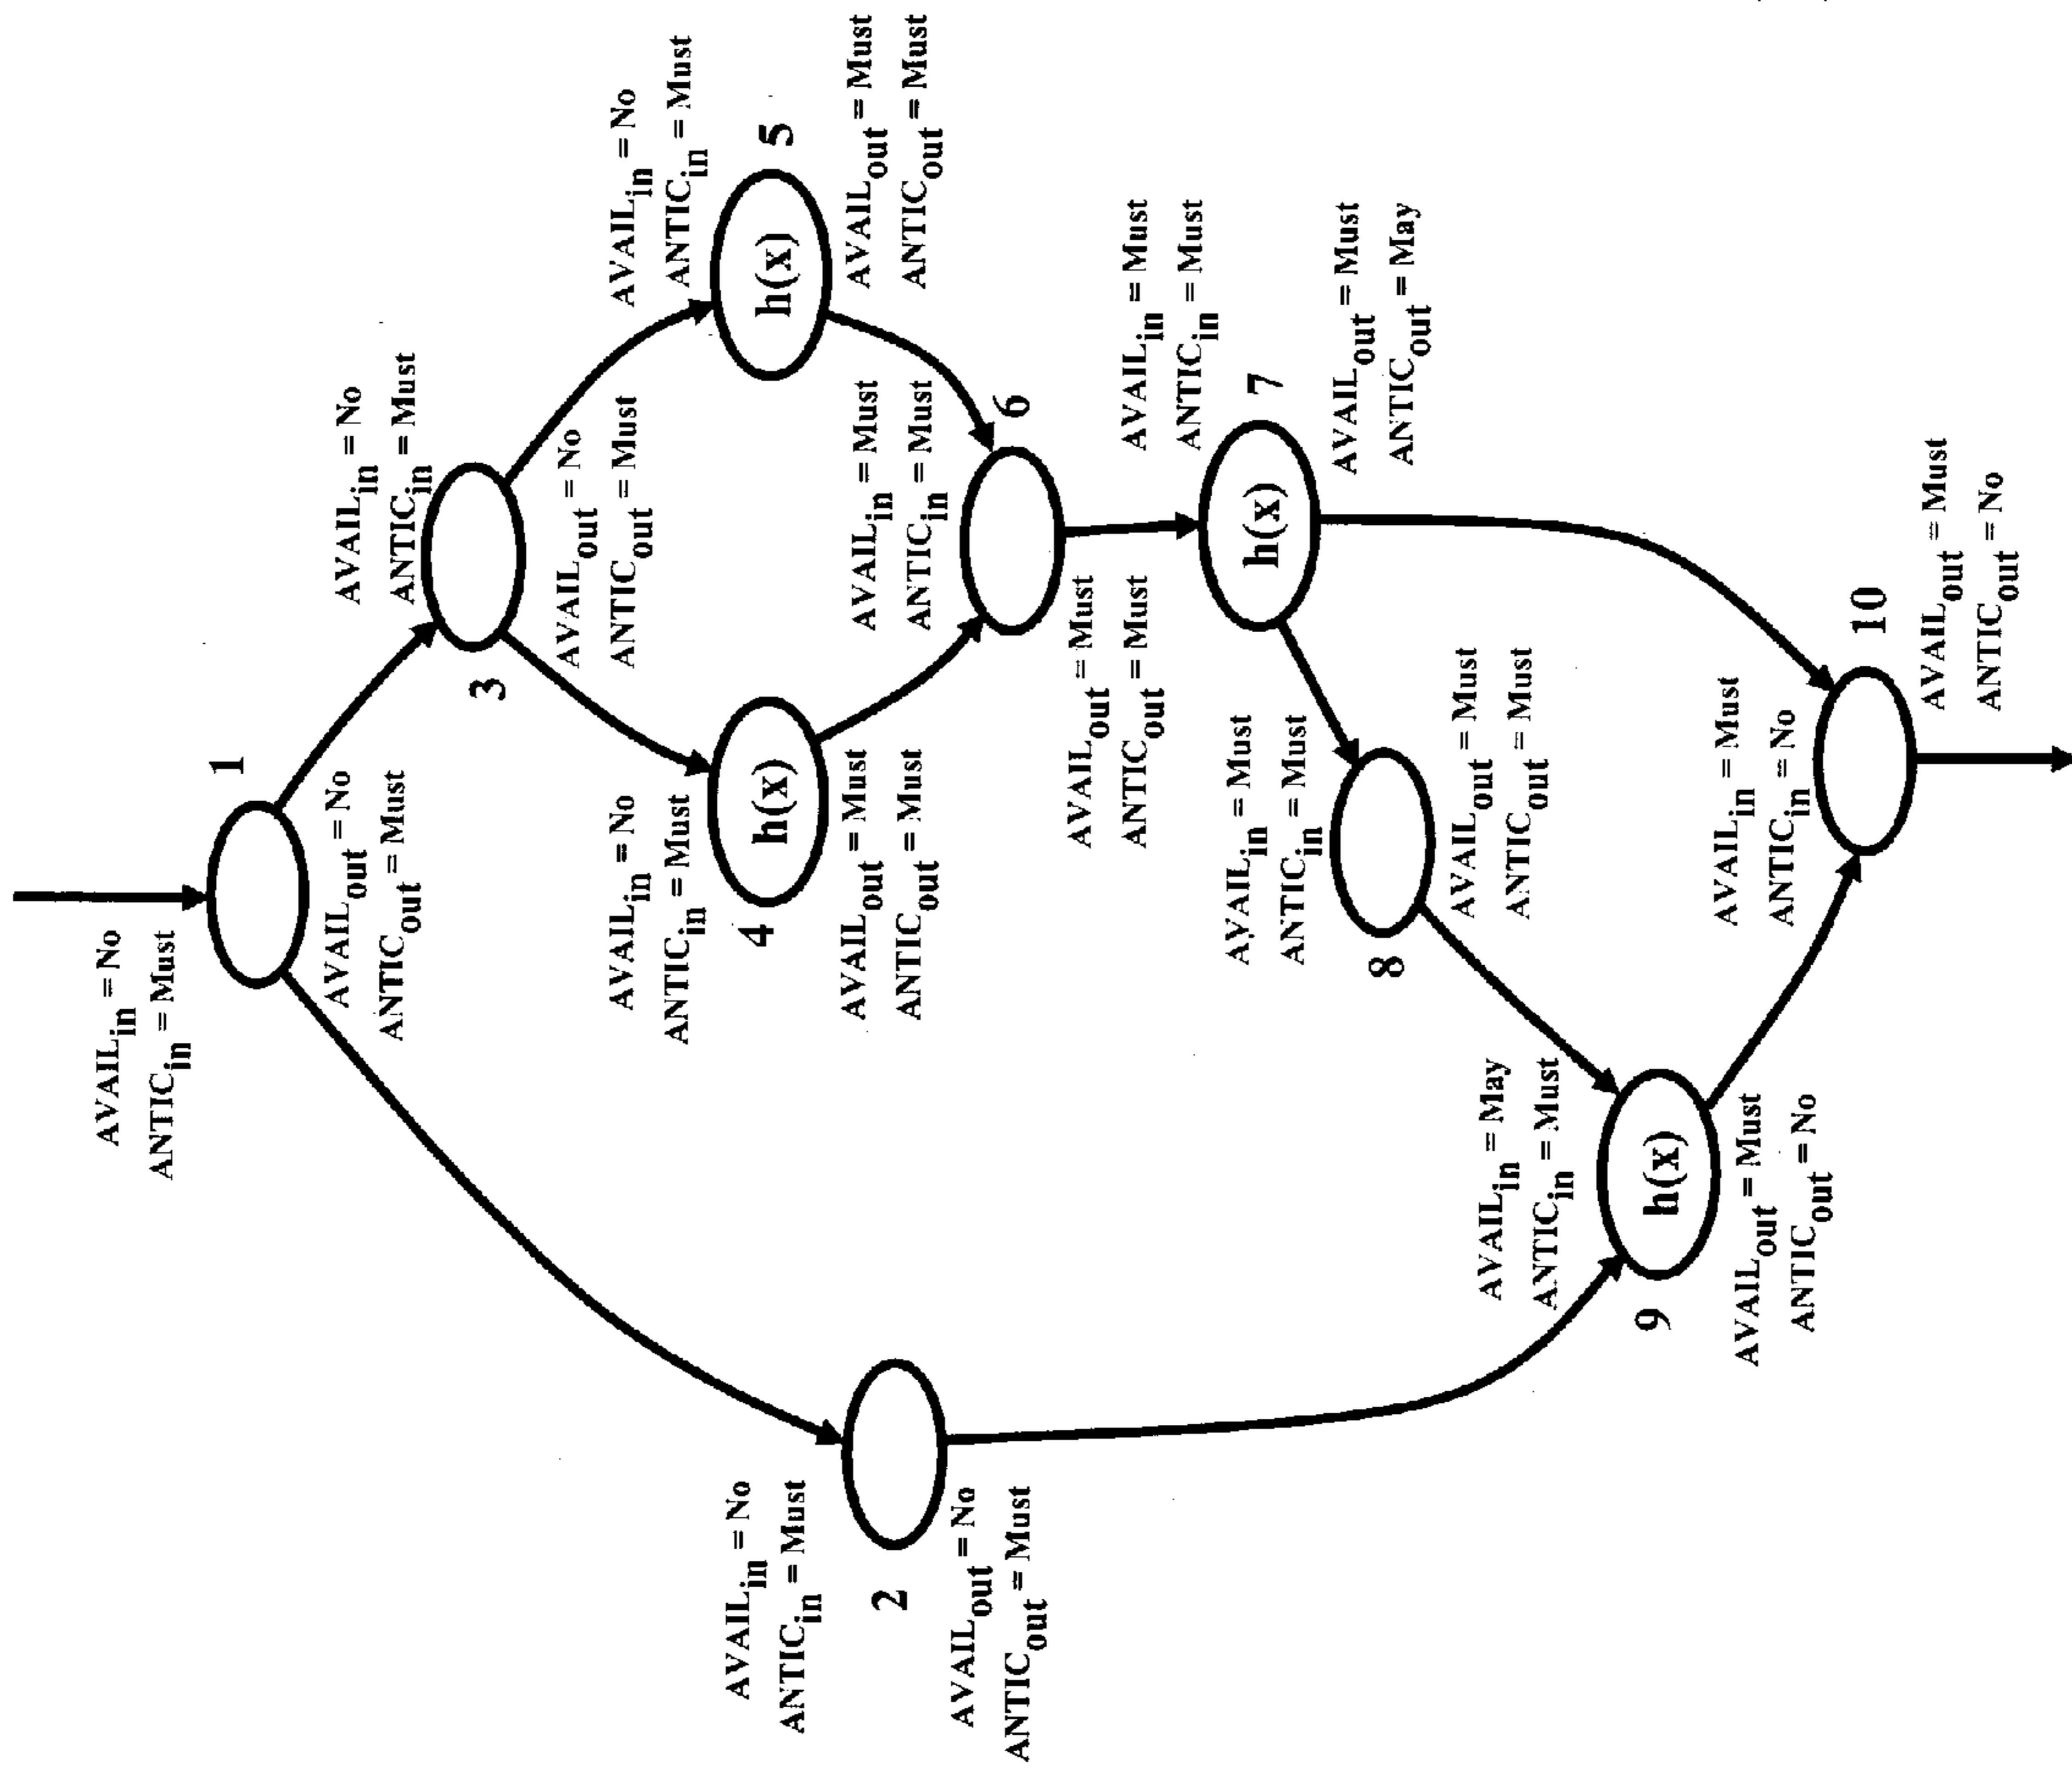 AVAILin = No
ANTICin = Must
1
AVAILout = No
ANTICout = Must
AVAILin = No
ANTICin = Must
3
AVAILout = No
ANTICout = Must
AVAILin = No
ANTICin = Must
h(x)
5
AVAILout = Must
ANTICout = Must
AVAILin = No
ANTICin = Must
4
h(x)
AVAILout = Must
ANTICout = Must
AVAILin = No
ANTICin = Must
2
AVAILout = No
ANTICout = Must
AVAILin = Must
ANTICin = Must
6
AVAILout = Must
ANTICout = Must
AVAILin = Must
ANTICin = Must
h(x)
7
AVAILout = Must
ANTICout = May
AVAILin = Must
ANTICin = Must
8
AVAILout = Must
ANTICout = Must
AVAILin = May
ANTICin = Must
9
h(x)
AVAILout = Must
ANTICout = No
AVAILin = Must
ANTICin = No
10
AVAILout = Must
ANTICout = No